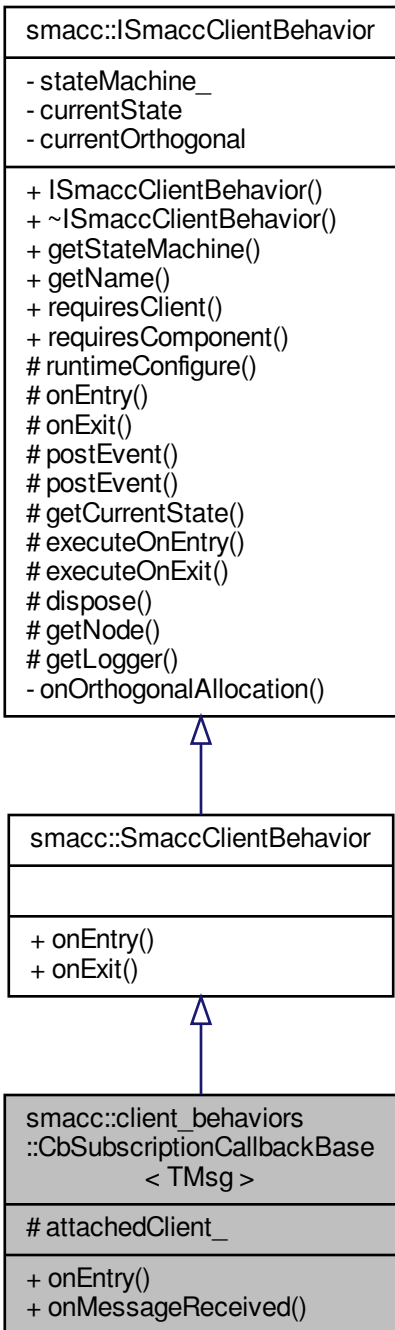 smacc::ISmaccClientBehavior
- stateMachine_
- currentState
- currentOrthogonal
+ ISmaccClientBehavior()
+ ~ISmaccClientBehavior()
+ getStateMachine()
+ getName()
+ requiresClient()
+ requiresComponent()
# runtimeConfigure()
# onEntry()
# onExit()
# postEvent()
# postEvent()
# getCurrentState()
# executeOnEntry()
# executeOnExit()
# dispose()
# getNode()
# getLogger()
- onOrthogonalAllocation()
smacc::SmaccClientBehavior
+ onEntry()
+ onExit()
smacc::client_behaviors
::CbSubscriptionCallbackBase
< TMsg >
# attachedClient_
+ onEntry()
+ onMessageReceived()